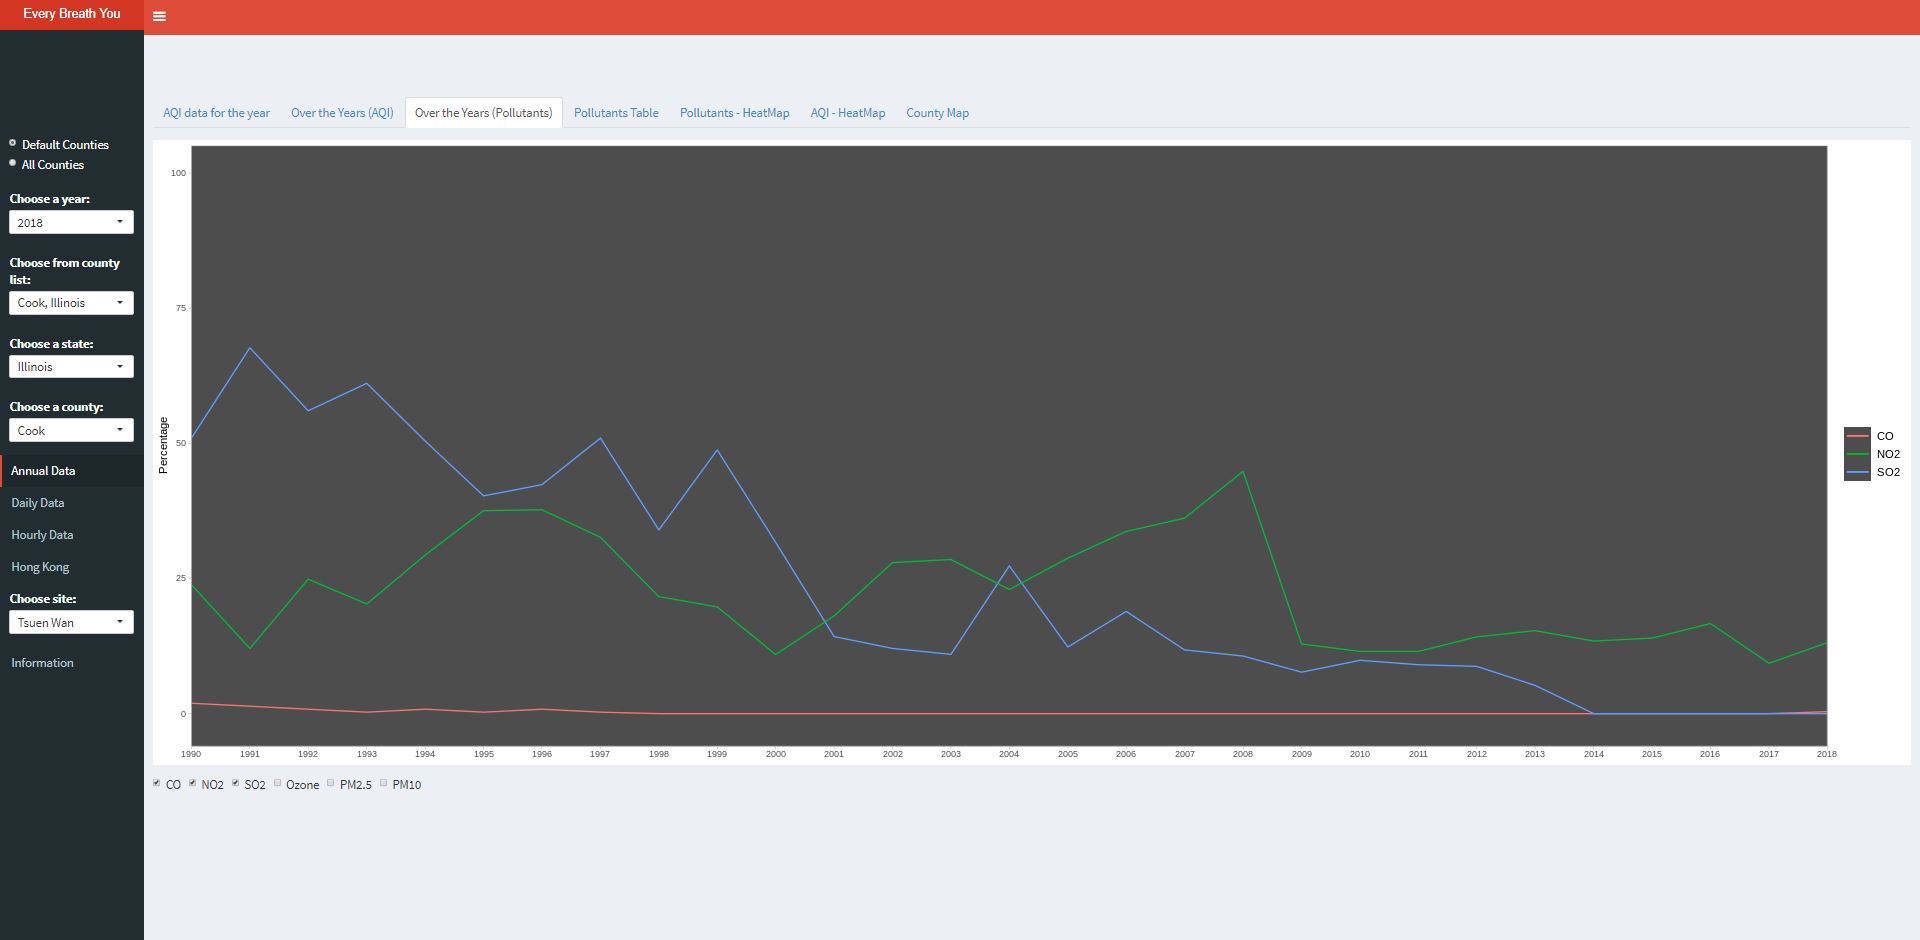 Every Breath You
AQI data for the year
Over the Years (AQI)
Over the Years (Pollutants)
Pollutants Table
Pollutants - HeatMap
AQI - HeatMap
County Map
Default Counties
All Counties
Choose a year:
2018
Choose from county
list:
Cook, Illinois
Choose a state:
Illinois
Choose a county:
Cook
Annual Data
Daily Data
Hourly Data
Hong Kong
Choose site:
Tsuen Wan
Information
Percentage
100
75
50
25
0
1990 1991 1992 1993 1994 1995 1996 1997 1998 1999 2000 2001 2002 2003 2004 2005 2006 2007 2008 2009 2010 2011 2012 2013 2014 2015 2016 2017 2018
CO
NO2
SO2
CO NO2 SO2 Ozone PM2.5 PM10